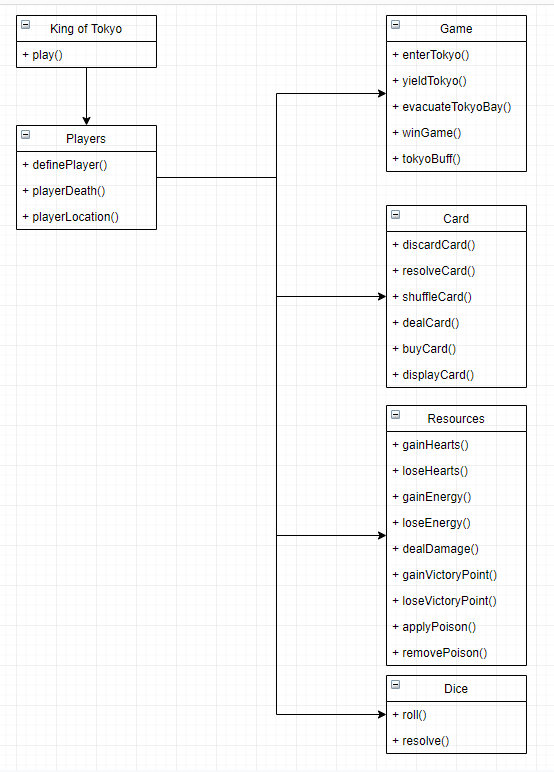 King of Tokyo
+ play()
Players
+ definePlayer()
+ playerDeath()
+ playerLocation()
Game
+ enterTokyo()
+ yieldTokyo()
+ evacuateTokyoBay()
+ winGame()
+ tokyoBuff()
Card
+ discardCard()
+ resolveCard()
+ shuffleCard()
+ dealCard()
+ buyCard()
+ displayCard()
Resources
+ gainHearts()
+ loseHearts()
+ gainEnergy()
+ loseEnergy()
+ dealDamage()
+ gainVictoryPoint()
+ loseVictoryPoint()
+ applyPoison()
+ removePoison()
Dice
+ roll()
+ resolve()